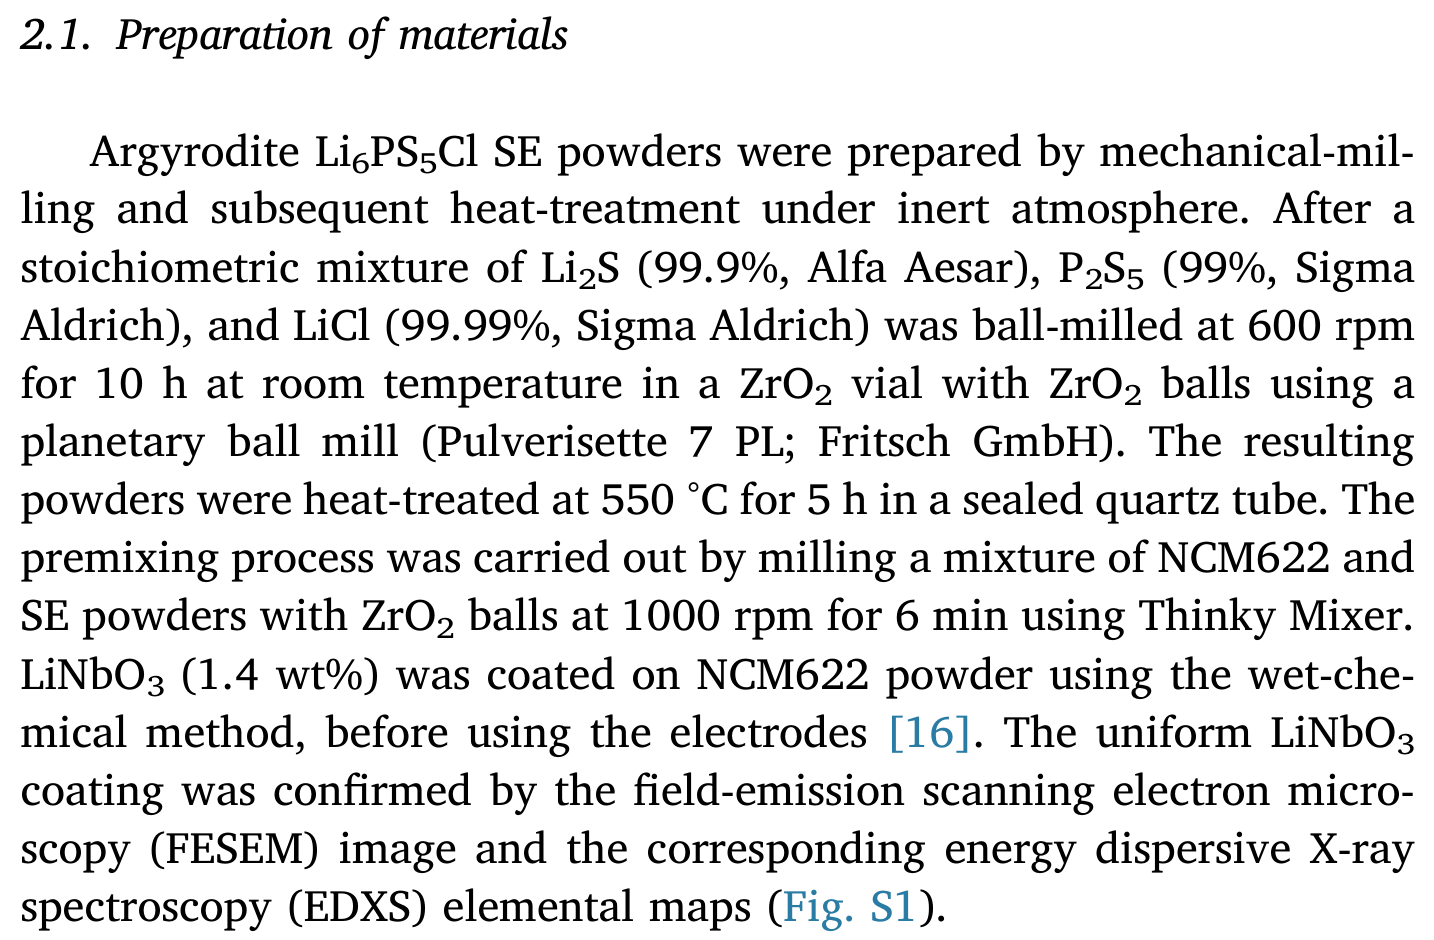 2.1. Preparation of materials
Argyrodite Li₆PS₅Cl SE powders were prepared by mechanical-mil-
ling and subsequent heat-treatment under inert atmosphere. After a
stoichiometric mixture of Li₂S (99.9%, Alfa Aesar), P₂S₅ (99%, Sigma
Aldrich), and LiCl (99.99%, Sigma Aldrich) was ball-milled at 600 rpm
for 10 h at room temperature in a ZrO₂ vial with ZrO₂ balls using a
planetary ball mill (Pulverisette 7 PL; Fritsch GmbH). The resulting
powders were heat-treated at 550 °C for 5 h in a sealed quartz tube. The
premixing process was carried out by milling a mixture of NCM622 and
SE powders with ZrO₂ balls at 1000 rpm for 6 min using Thinky Mixer.
LiNbO₃ (1.4 wt%) was coated on NCM622 powder using the wet-che-
mical method, before using the electrodes [16]. The uniform LiNbO₃
coating was confirmed by the field-emission scanning electron micro-
scopy (FESEM) image and the corresponding energy dispersive X-ray
spectroscopy (EDXS) elemental maps (Fig. S1).